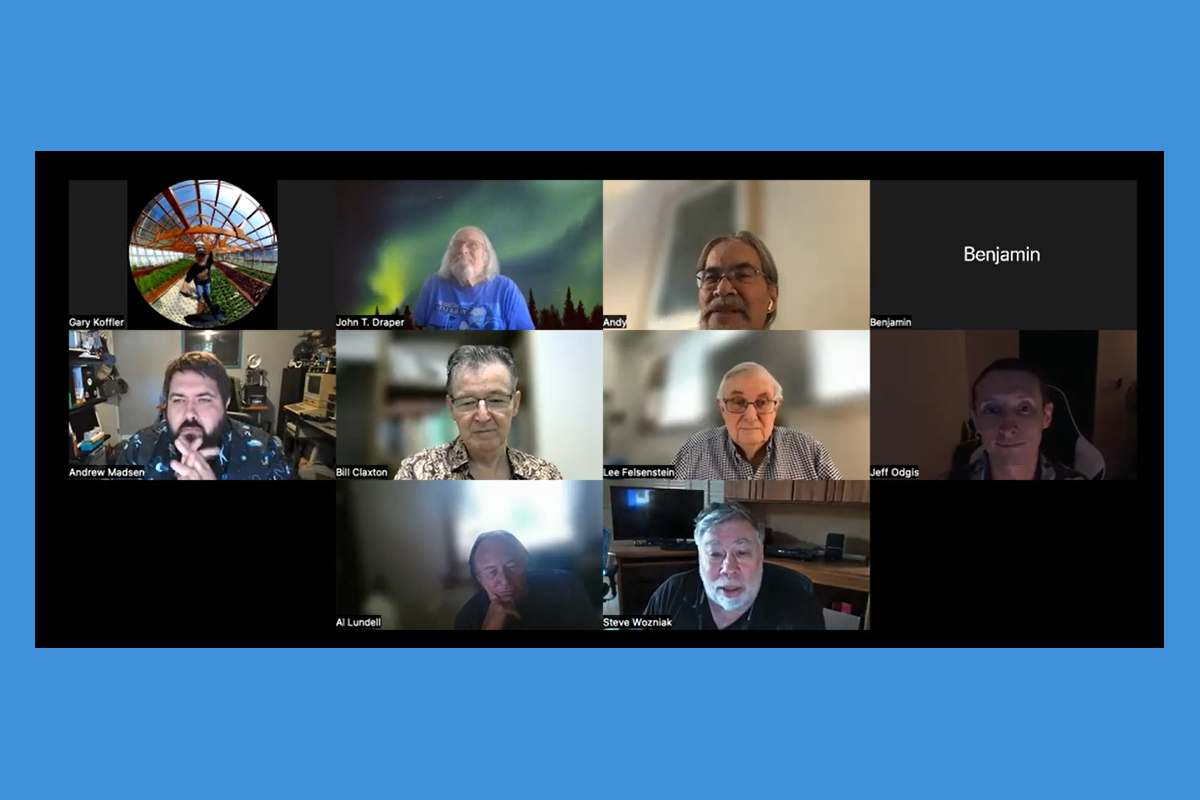 Benjamin
Gary Koffler
John T. Draper
Andy
Benjamin
Andrew Madsen
Bill Claxton
Lee Felsenstein
Jeff Odgis
Al Lundell
Steve Wozniak